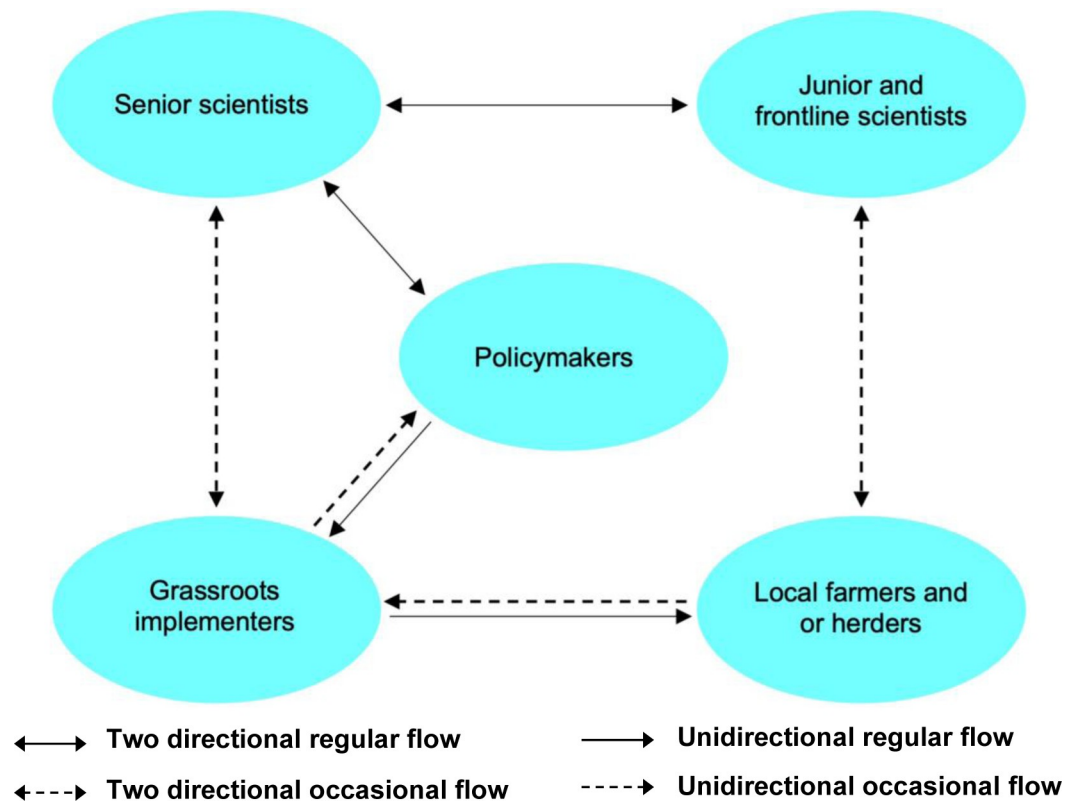 Senior scientists
Junior and
frontline scientists
Policymakers
Grassroots
implementers
Local farmers and
or herders
Two directional regular flow
Unidirectional regular flow
Two directional occasional flow
Unidirectional occasional flow